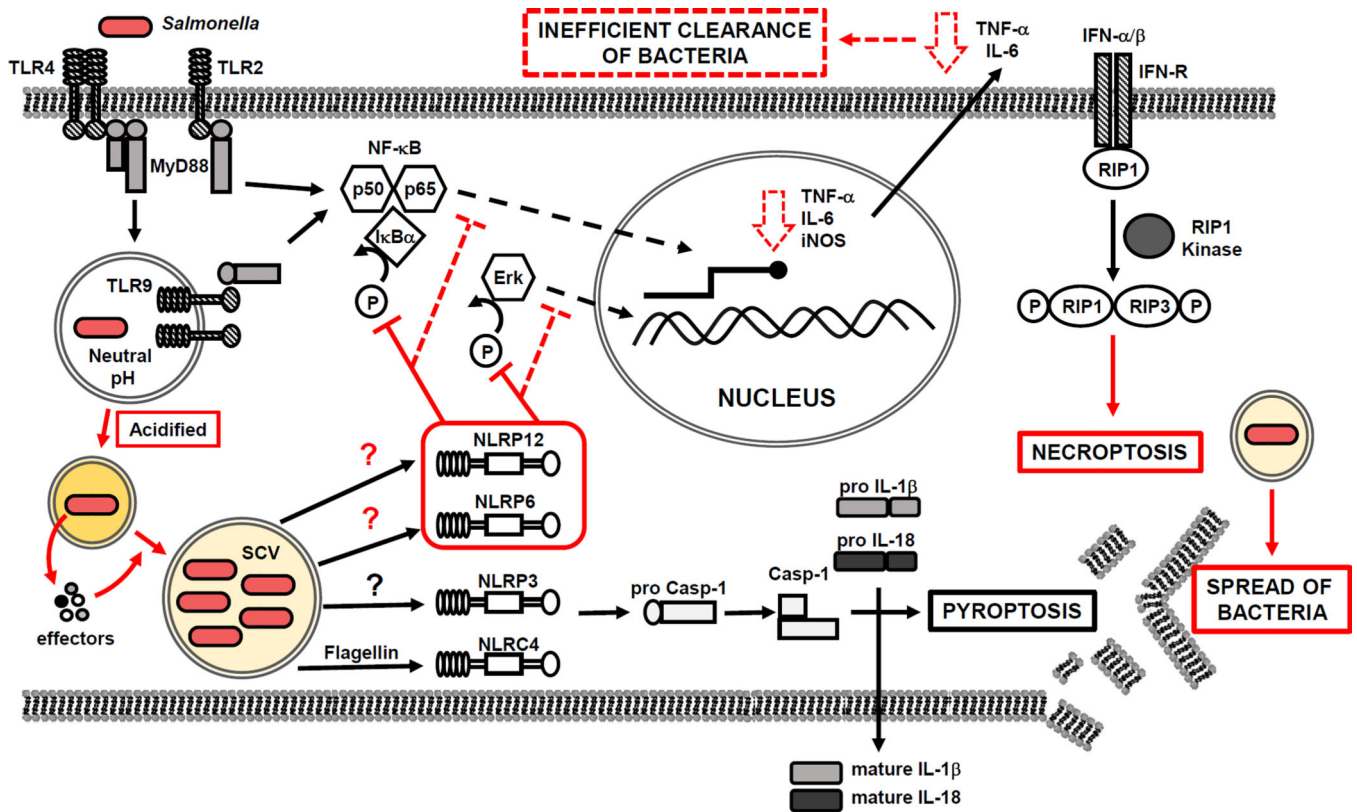 Salmonella
TLR4
TLR2
MyD88
INEFFICIENT CLEARANCE
OF BACTERIA
TNF-α
IL-6
IFN-α/β
IFN-R
RIP1
NF-κB
p50
p65
IκBα
P
Erk
P
TNF-α
IL-6
iNOS
NUCLEUS
RIP1
Kinase
P
RIP1
RIP3
P
TLR9
Neutral
pH
Acidified
effectors
SCV
?
?
?
Flagellin
NLRP12
NLRP6
NLRP3
NLRC4
pro Casp-1
Casp-1
pro IL-1β
pro IL-18
PYROPTOSIS
NECROPTOSIS
SPREAD OF
BACTERIA
mature IL-1β
mature IL-18